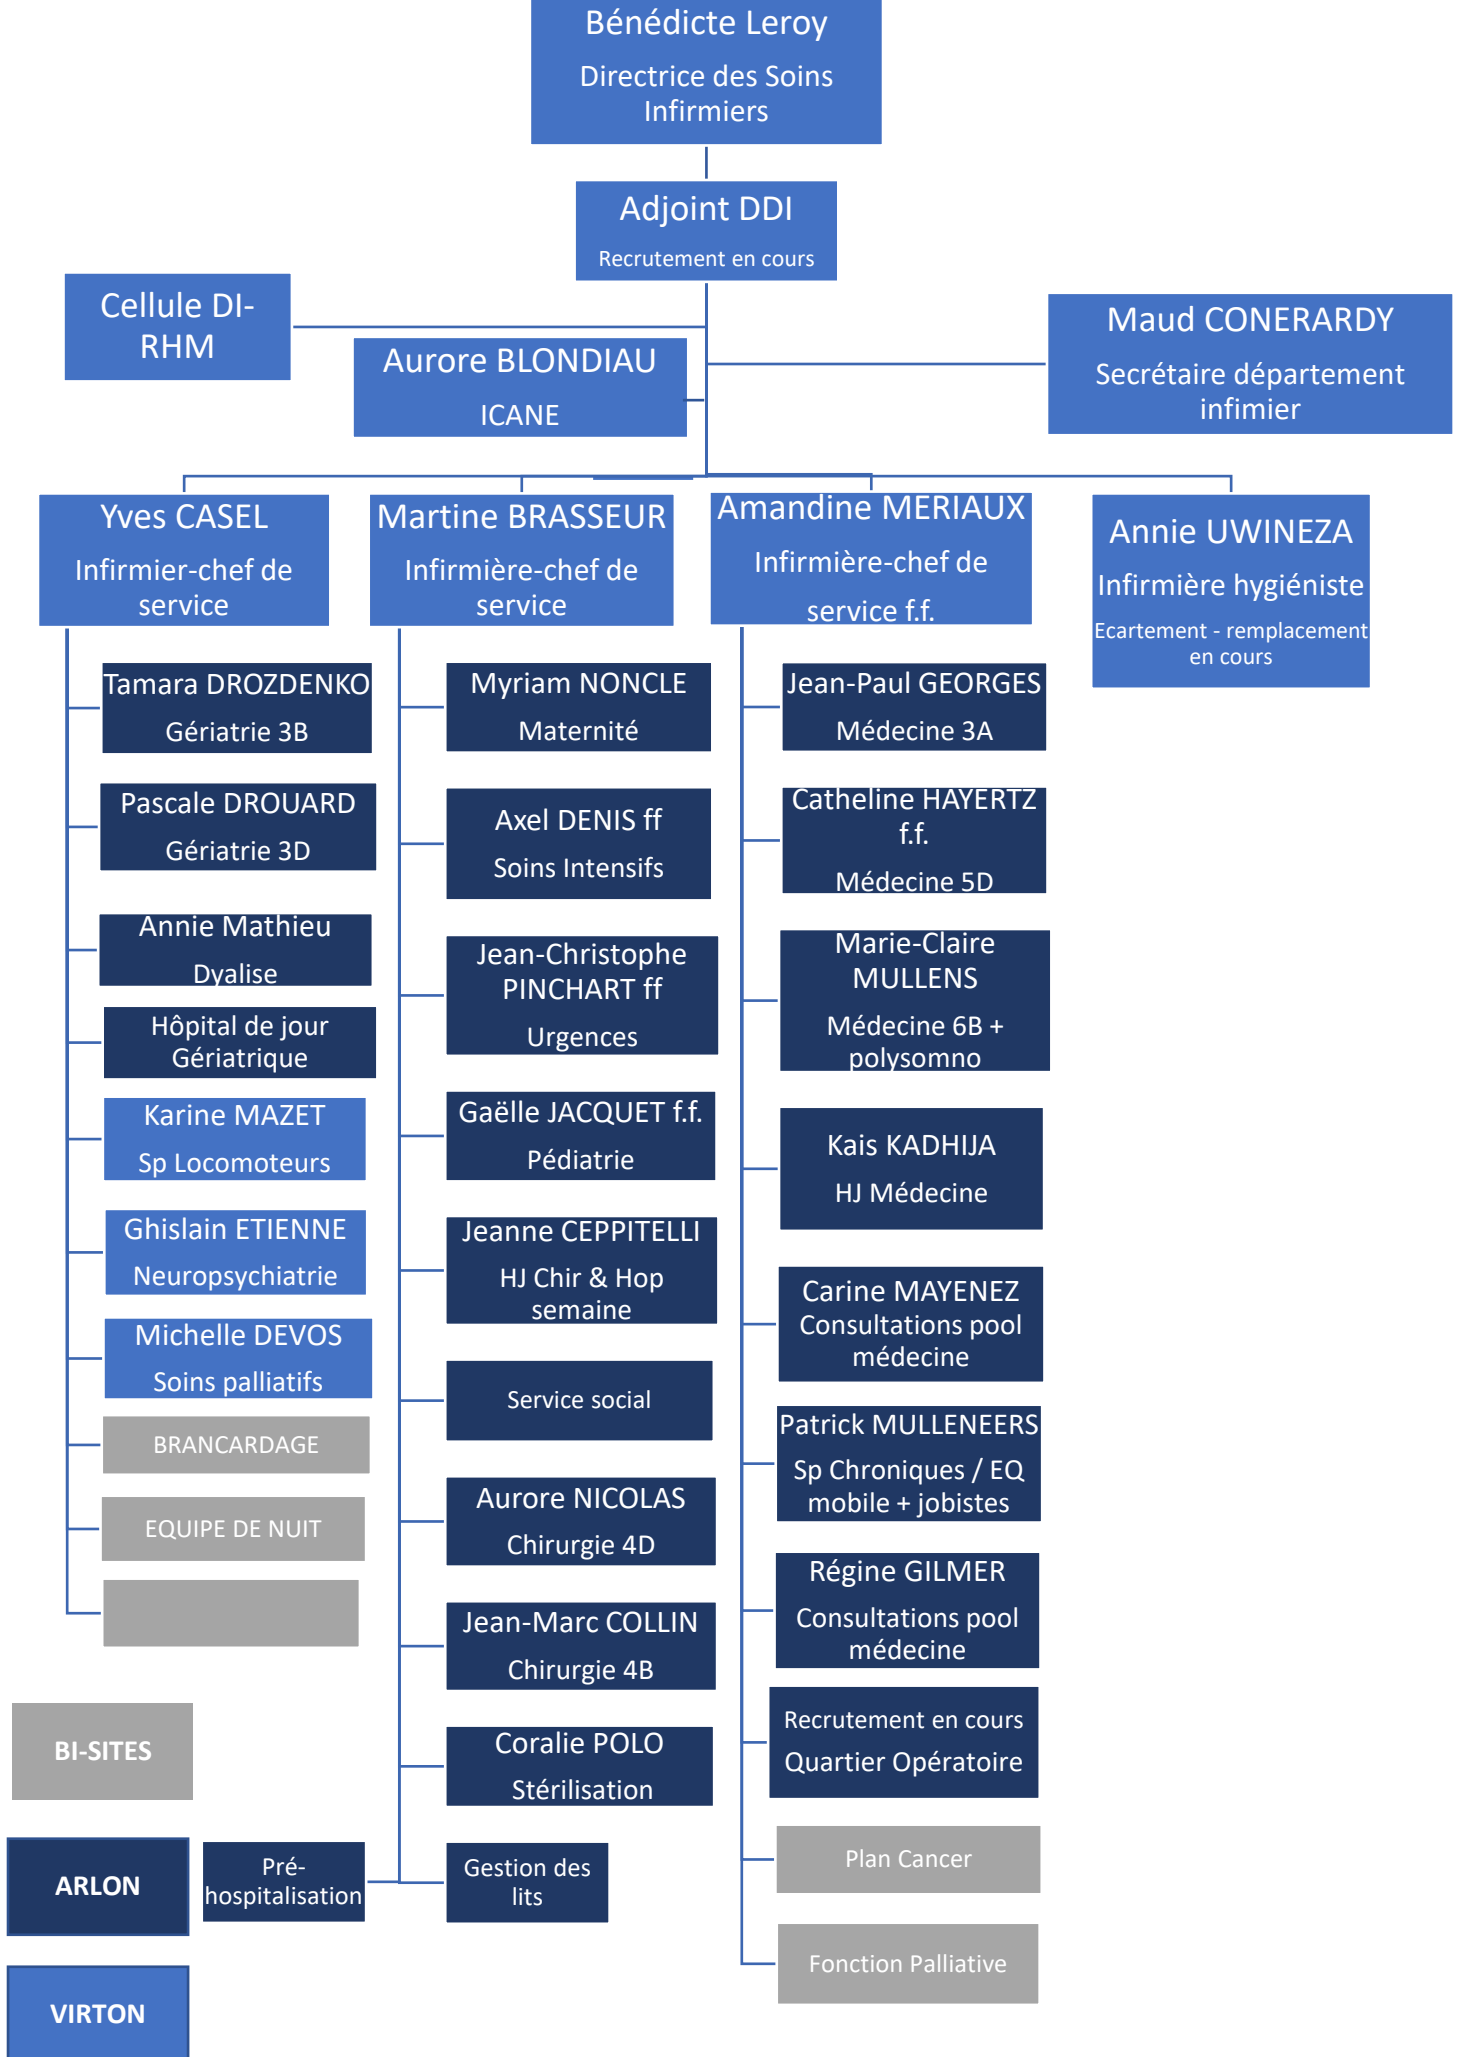 Bénédicte Leroy
Directrice des Soins
Infirmiers
Adjoint DDI
Recrutement en cours
Cellule DI-
RHM
Aurore BLONDIAU
ICANE
Maud CONERARDY
Secrétaire département
infimier
Yves CASEL
Infirmier-chef de
service
Martine BRASSEUR
Infirmière-chef de
service
Amandine MERIAUX
Infirmière-chef de
service f.f.
Annie UWINEZA
Infirmière hygiéniste
Ecartement - remplacement
en cours
Tamara DROZDENKO
Gériatrie 3B
Pascale DROUARD
Gériatrie 3D
Annie Mathieu
Dyalise
Hôpital de jour
Gériatrique
Karine MAZET
Sp Locomoteurs
Ghislain ETIENNE
Neuropsychiatrie
Michelle DEVOS
Soins palliatifs
BRANCARDAGE
EQUIPE DE NUIT
Myriam NONCLE
Maternité
Axel DENIS ff
Soins Intensifs
Jean-Christophe
PINCHART ff
Urgences
Gaëlle JACQUET f.f.
Pédiatrie
Jeanne CEPPITELLI
HJ Chir & Hop
semaine
Service social
Aurore NICOLAS
Chirurgie 4D
Jean-Marc COLLIN
Chirurgie 4B
Coralie POLO
Stérilisation
Pré-
hospitalisation
Gestion des
lits
Jean-Paul GEORGES
Médecine 3A
Catheline HAYERTZ
f.f.
Médecine 5D
Marie-Claire
MULLENS
Médecine 6B +
polysomno
Kais KADHIJA
HJ Médecine
Carine MAYENEZ
Consultations pool
médecine
Patrick MULLENEERS
Sp Chroniques / EQ
mobile + jobistes
Régine GILMER
Consultations pool
médecine
Recrutement en cours
Quartier Opératoire
Plan Cancer
Fonction Palliative
BI-SITES
ARLON
VIRTON